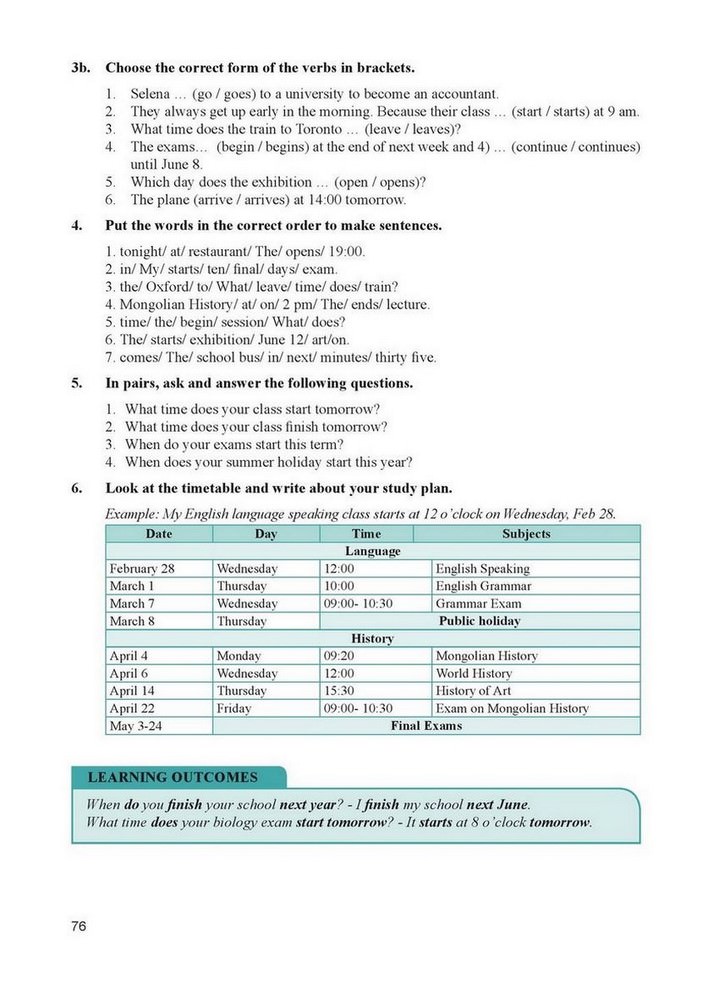 3b. Choose the correct form of the verbs in brackets.
1. Selena … (go / goes) to a university to become an accountant.
2. They always get up early in the morning. Because their class … (start / starts) at 9 am.
3. What time does the train to Toronto … (leave / leaves)?
4. The exams… (begin / begins) at the end of next week and 4) … (continue / continues)
until June 8.
5. Which day does the exhibition … (open / opens)?
6. The plane (arrive / arrives) at 14:00 tomorrow.
4. Put the words in the correct order to make sentences.
1. tonight/ at/ restaurant/ The/ opens/ 19:00.
2. in/ My/ starts/ ten/ final/ days/ exam.
3. the/ Oxford/ to/ What/ leave/ time/ does/ train?
4. Mongolian History/ at/ on/ 2 pm/ The/ ends/ lecture.
5. time/ the/ begin/ session/ What/ does?
6. The/ starts/ exhibition/ June 12/ art/on.
7. comes/ The/ school bus/ in/ next/ minutes/ thirty five.
5. In pairs, ask and answer the following questions.
1. What time does your class start tomorrow?
2. What time does your class finish tomorrow?
3. When do your exams start this term?
4. When does your summer holiday start this year?
6. Look at the timetable and write about your study plan.
Example: My English language speaking class starts at 12 o'clock on Wednesday, Feb 28.
Date Day Time Subjects
Language
February 28 Wednesday 12:00 English Speaking
March 1 Thursday 10:00 English Grammar
March 7 Wednesday 09:00- 10:30 Grammar Exam
March 8 Thursday Public holiday
History
April 4 Monday 09:20 Mongolian History
April 6 Wednesday 12:00 World History
April 14 Thursday 15:30 History of Art
April 22 Friday 09:00- 10:30 Exam on Mongolian History
May 3-24 Final Exams
LEARNING OUTCOMES
When do you finish your school next year? - I finish my school next June.
What time does your biology exam start tomorrow? - It starts at 8 o'clock tomorrow.
76